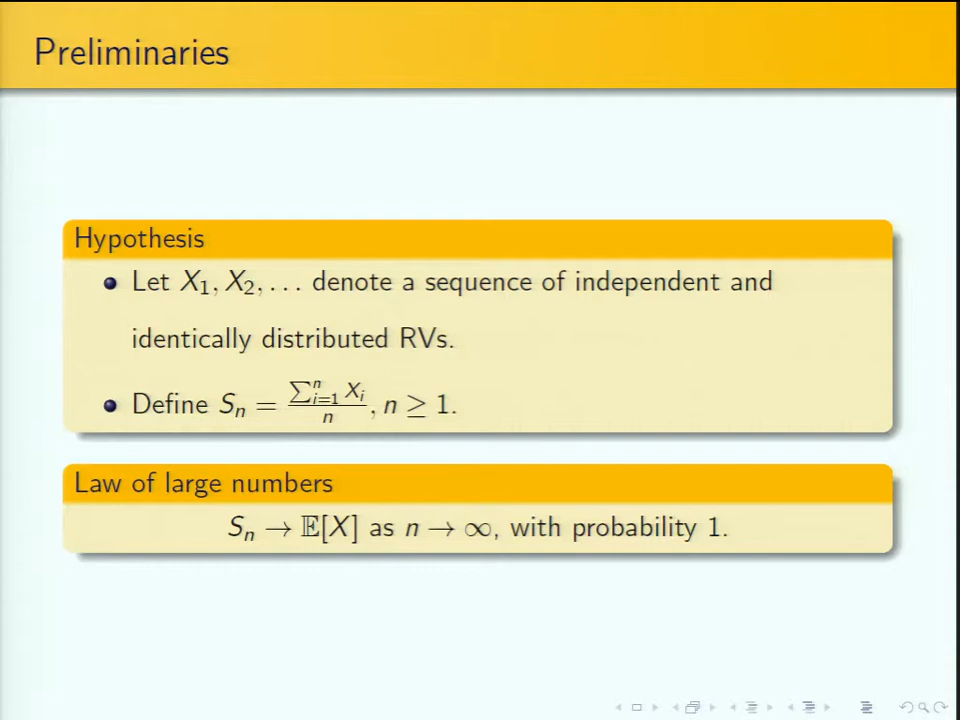 Preliminaries
Hypothesis
Let X₁, X₂, . . . denote a sequence of independent and
identically distributed RVs.
Define Sₙ = ∑ⁿᵢ₌₁ Xᵢ / n, n ≥ 1.
Law of large numbers
Sₙ → 𝔼[X] as n → ∞, with probability 1.